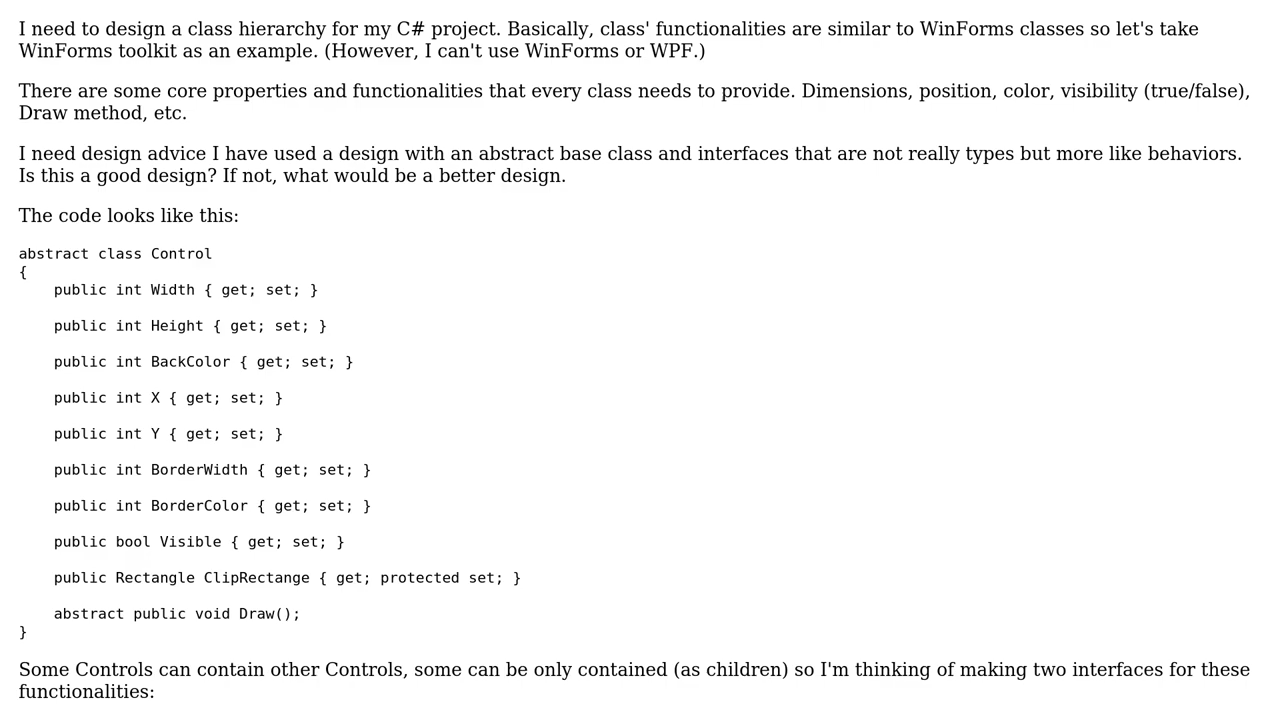 I need to design a class hierarchy for my C# project. Basically, class' functionalities are similar to WinForms classes so let's take
WinForms toolkit as an example. (However, I can't use WinForms or WPF.)
There are some core properties and functionalities that every class needs to provide. Dimensions, position, color, visibility (true/false),
Draw method, etc.
I need design advice I have used a design with an abstract base class and interfaces that are not really types but more like behaviors.
Is this a good design? If not, what would be a better design.
The code looks like this:
abstract class Control
{
    public int Width { get; set; }
    public int Height { get; set; }
    public int BackColor { get; set; }
    public int X { get; set; }
    public int Y { get; set; }
    public int BorderWidth { get; set; }
    public int BorderColor { get; set; }
    public bool Visible { get; set; }
    public Rectangle ClipRectange { get; protected set; }
    abstract public void Draw();
}
Some Controls can contain other Controls, some can be only contained (as children) so I'm thinking of making two interfaces for these
functionalities: